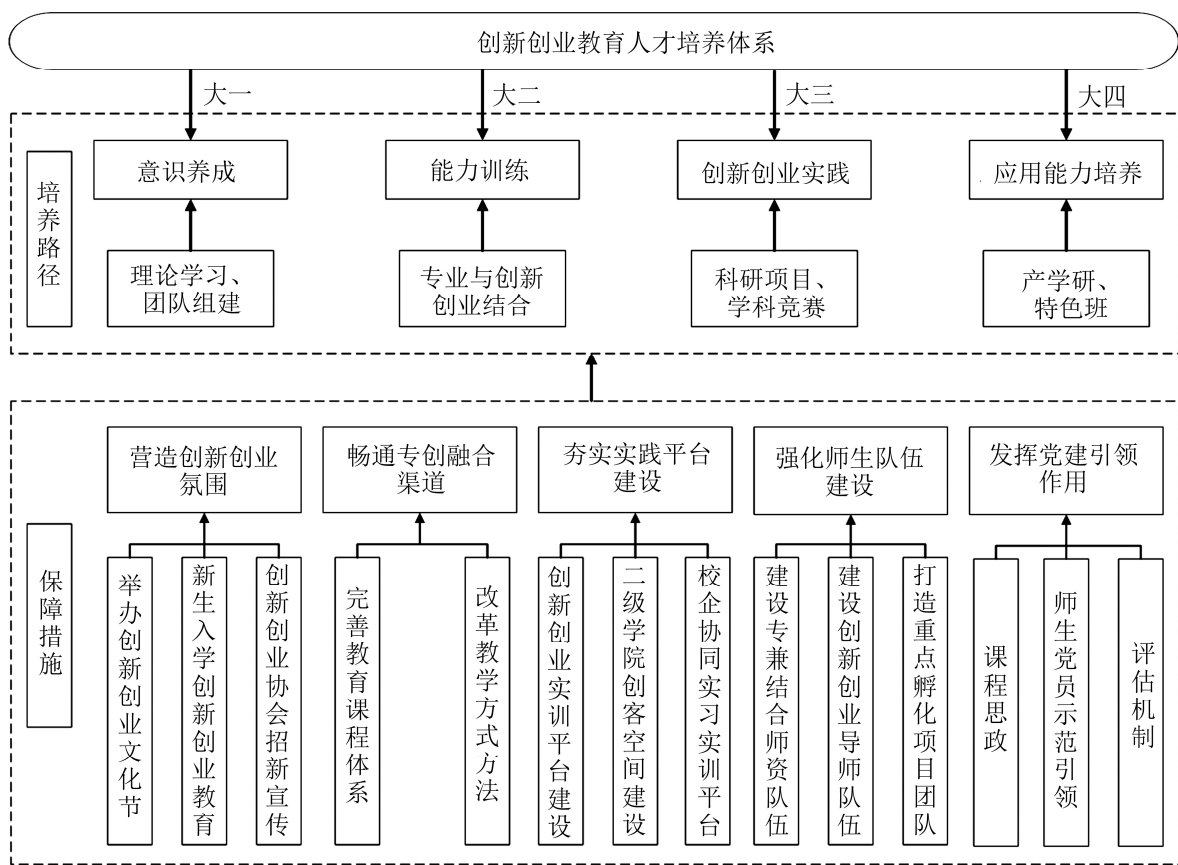 创新创业教育人才培养体系
大一
大二
大三
大四
培养路径
意识养成
能力训练
创新创业实践
应用能力培养
理论学习、
团队组建
专业与创新
创业结合
科研项目、
学科竞赛
产学研、
特色班
保障措施
营造创新创业
氛围
畅通专创融合
渠道
夯实实践平台
建设
强化师生队伍
建设
发挥党建引领
作用
举办创新创业文化节
新生入学创新创业教育
创新创业协会招新宣传
完善教育课程体系
改革教学方式方法
创新创业实训平台建设
二级学院创客空间建设
校企协同实习实训平台
建设专兼结合师资队伍
建设创新创业导师队伍
打造重点孵化项目团队
课程思政
师生党员示范引领
评估机制